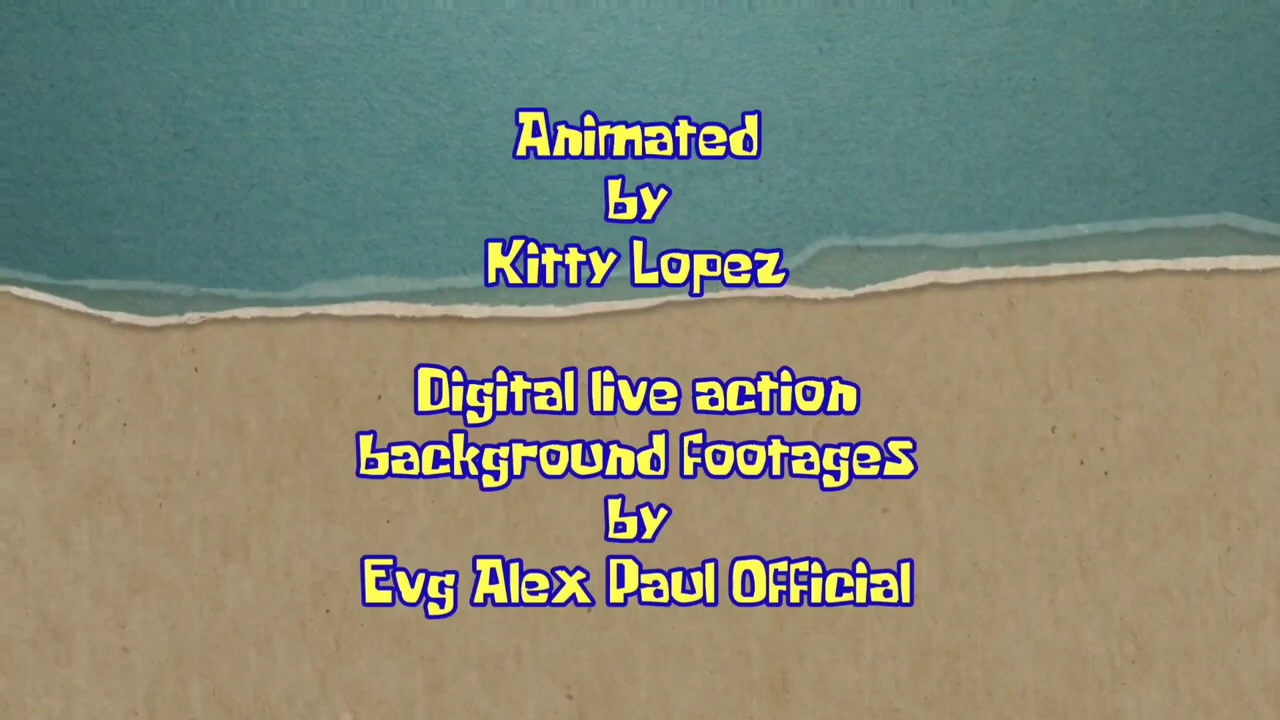 Animated
by
Kitty Lopez
Digital live action
background footages
by
Evg Alex Paul Official